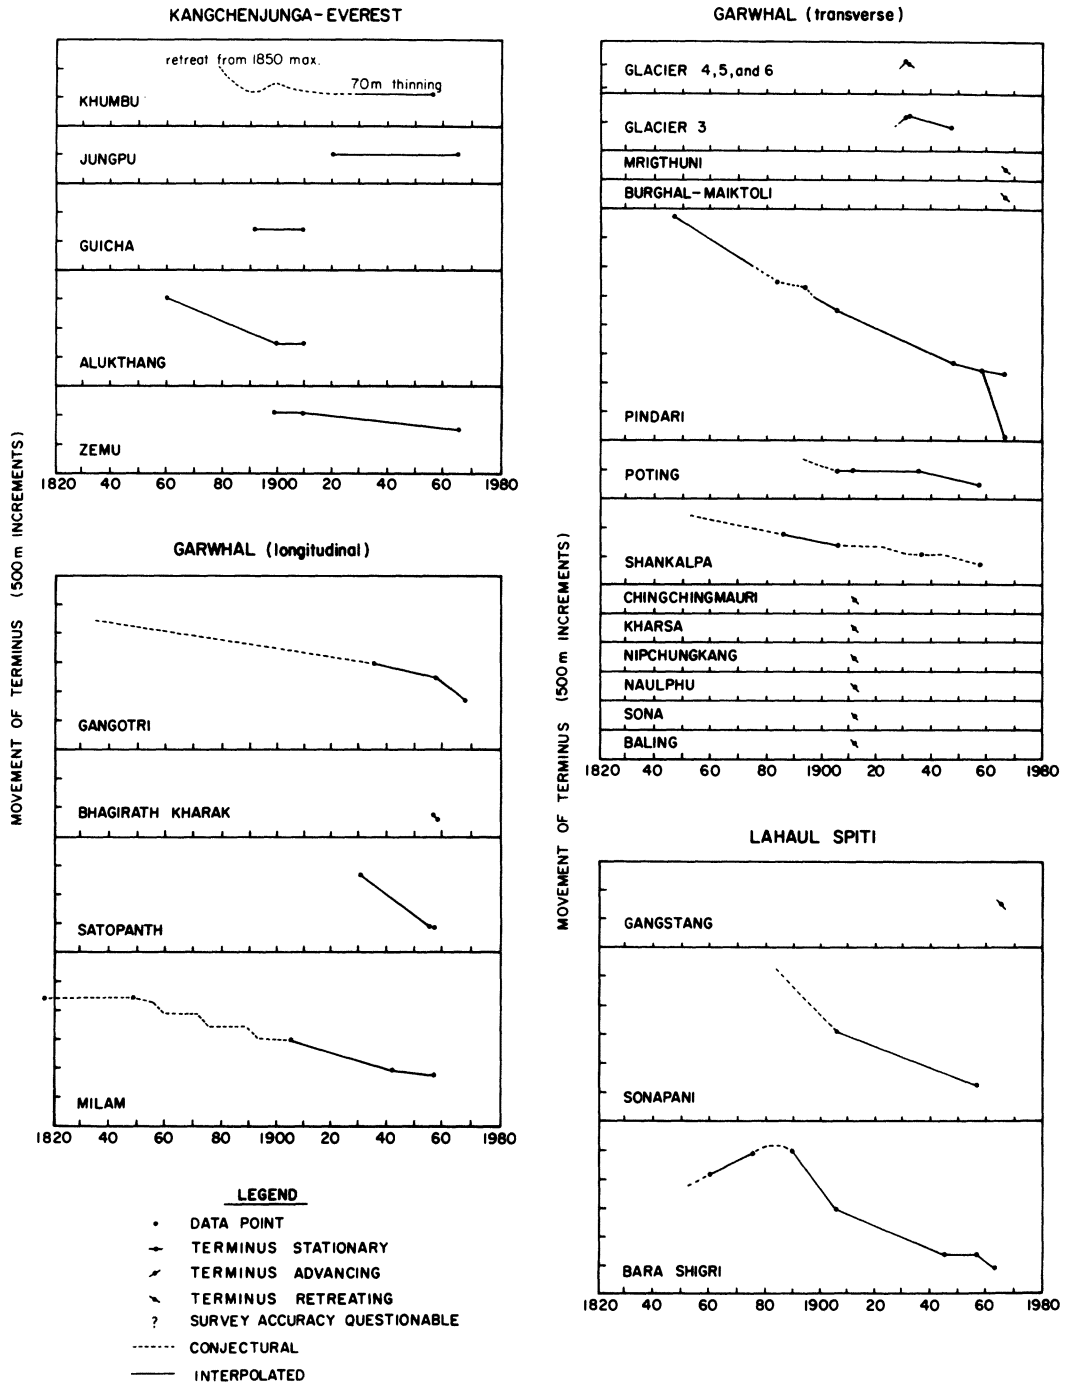 KANGCHENJUNGA-EVEREST
retreat from 1850 max.
70m thinning
KHUMBU
JUNGPU
GUICHA
ALUKTHANG
ZEMU
1820 40 60 80 1900 20 40 60 1980
GARWHAL (longitudinal)
GANGOTRI
BHAGIRATH KHARAK
SATOPANTH
MILAM
1820 40 60 80 1900 20 40 60 1980
MOVEMENT OF TERMINUS (500m INCREMENTS)
LEGEND
DATA POINT
TERMINUS STATIONARY
TERMINUS ADVANCING
TERMINUS RETREATING
? SURVEY ACCURACY QUESTIONABLE
CONJECTURAL
INTERPOLATED
GARWHAL (transverse)
GLACIER 4,5, and 6
GLACIER 3
MRIGTHUNI
BURGHAL-MAIKTOLI
PINDARI
POTING
SHANKALPA
CHINGCHINGMAURI
KHARSA
NIPCHUNGKANG
NAULPHU
SONA
BALING
1820 40 60 80 1900 20 40 60 1980
MOVEMENT OF TERMINUS (500m INCREMENTS)
LAHAUL SPITI
GANGSTANG
SONAPANI
BARA SHIGRI
1820 40 60 80 1900 20 40 60 1980